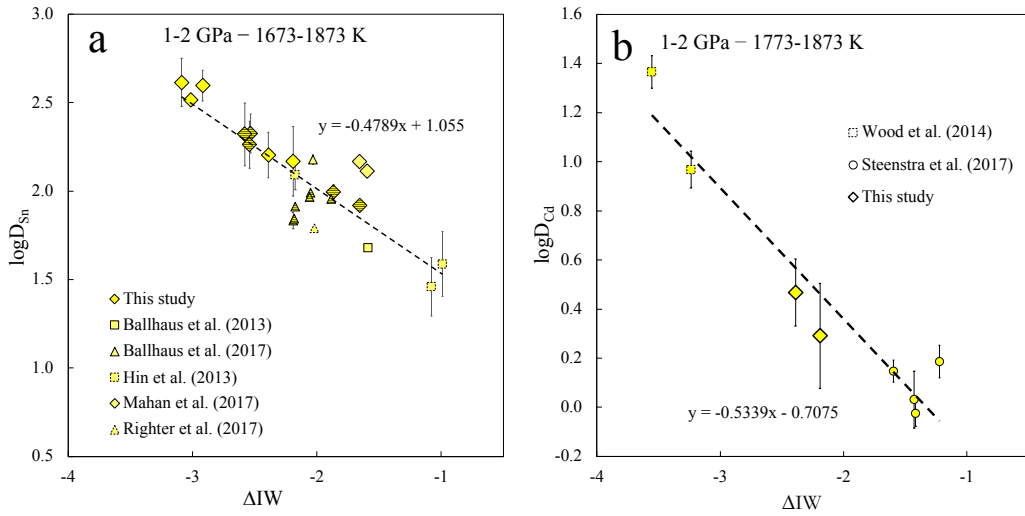 a
1-2 GPa − 1673-1873 K
y = -0.4789x + 1.055
logD_Sn
3.0
2.5
2.0
1.5
1.0
0.5
This study
Ballhaus et al. (2013)
Ballhaus et al. (2017)
Hin et al. (2013)
Mahan et al. (2017)
Righter et al. (2017)
-4
-3
-2
-1
ΔIW
b
1-2 GPa − 1773-1873 K
logD_Cd
1.6
1.4
1.2
1.0
0.8
0.6
0.4
0.2
0.0
-0.2
Wood et al. (2014)
Steenstra et al. (2017)
This study
y = -0.5339x - 0.7075
-4
-3
-2
-1
ΔIW